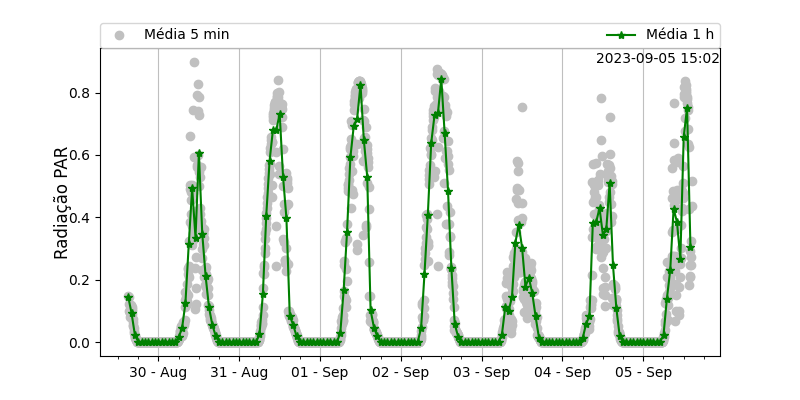 Média 5 min
Média 1 h
2023-09-05 15:02
Radiação PAR
0.8
0.6
0.4
0.2
0.0
30 - Aug
31 - Aug
01 - Sep
02 - Sep
03 - Sep
04 - Sep
05 - Sep